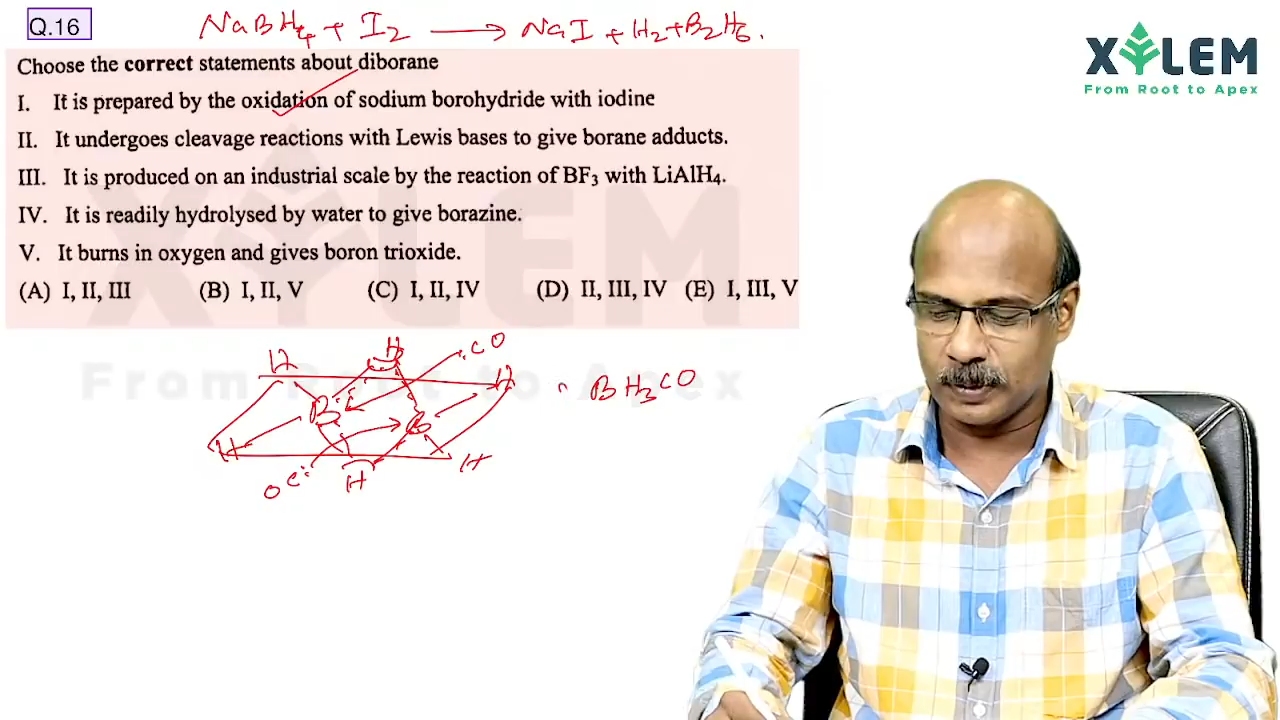 Q.16
NaBH4 + I2 → NaI + H2 + B2H6.
XYLEM
From Root to Apex
Choose the correct statements about diborane
I. It is prepared by the oxidation of sodium borohydride with iodine
II. It undergoes cleavage reactions with Lewis bases to give borane adducts.
III. It is produced on an industrial scale by the reaction of BF3 with LiAlH4.
IV. It is readily hydrolysed by water to give borazine.
V. It burns in oxygen and gives boron trioxide.
(A) I, II, III (B) I, II, V (C) I, II, IV (D) II, III, IV (E) I, III, V
H H :CO
H
B B BH3CO
H H
OC: H
From Root to Apex